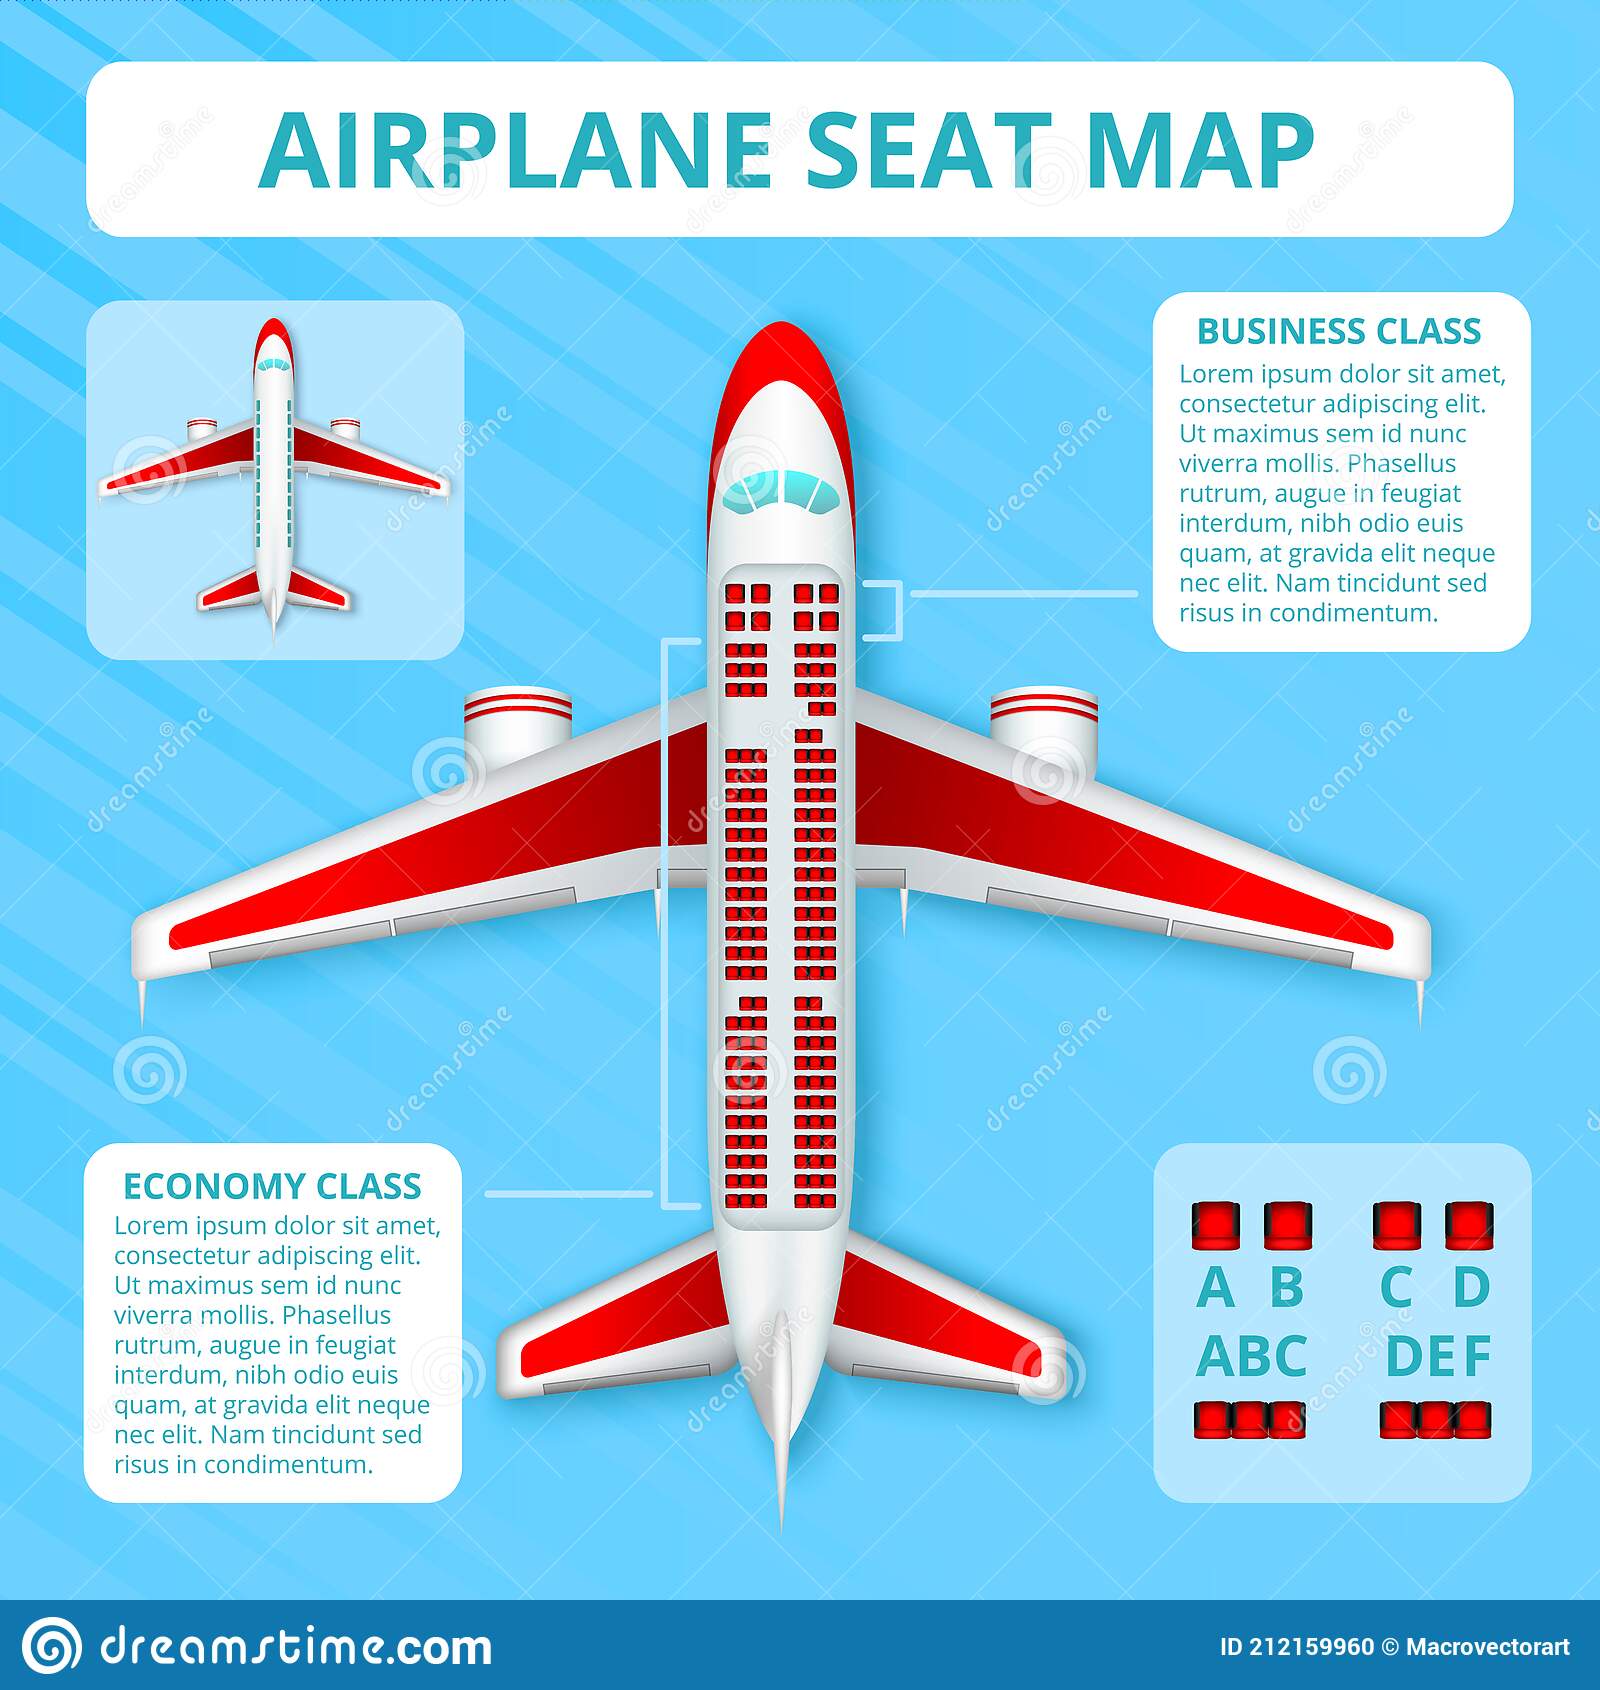 AIRPLANE SEAT MAP
BUSINESS CLASS
Lorem ipsum dolor sit amet,
consectetur adipiscing elit.
Ut maximus sem id nunc
viverra mollis. Phasellus
rutrum, augue in feugiat
interdum, nibh odio euis
quam, at gravida elit neque
nec elit. Nam tincidunt sed
risus in condimentum.
ECONOMY CLASS
Lorem ipsum dolor sit amet,
consectetur adipiscing elit.
Ut maximus sem id nunc
viverra mollis. Phasellus
rutrum, augue in feugiat
interdum, nibh odio euis
quam, at gravida elit neque
nec elit. Nam tincidunt sed
risus in condimentum.
A B C D
ABC DEF
dreamstime.com
ID 212159960 © Macrovectorart